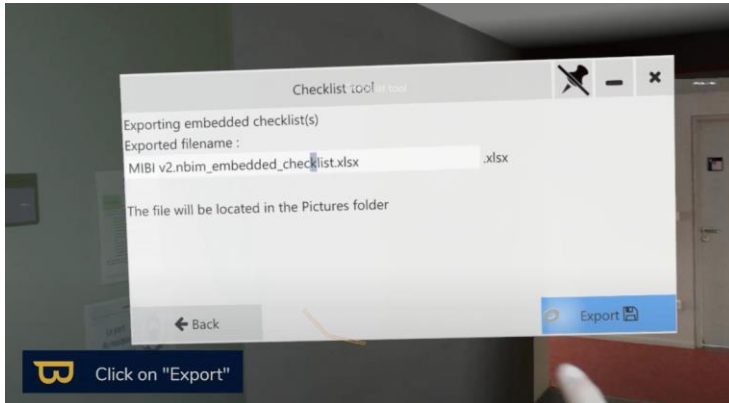 Checklist tool
Exporting embedded checklist(s)
Exported filename :
MIBI v2.nbim_embedded_checklist.xlsx .xlsx
The file will be located in the Pictures folder
Back
Export
Click on "Export"